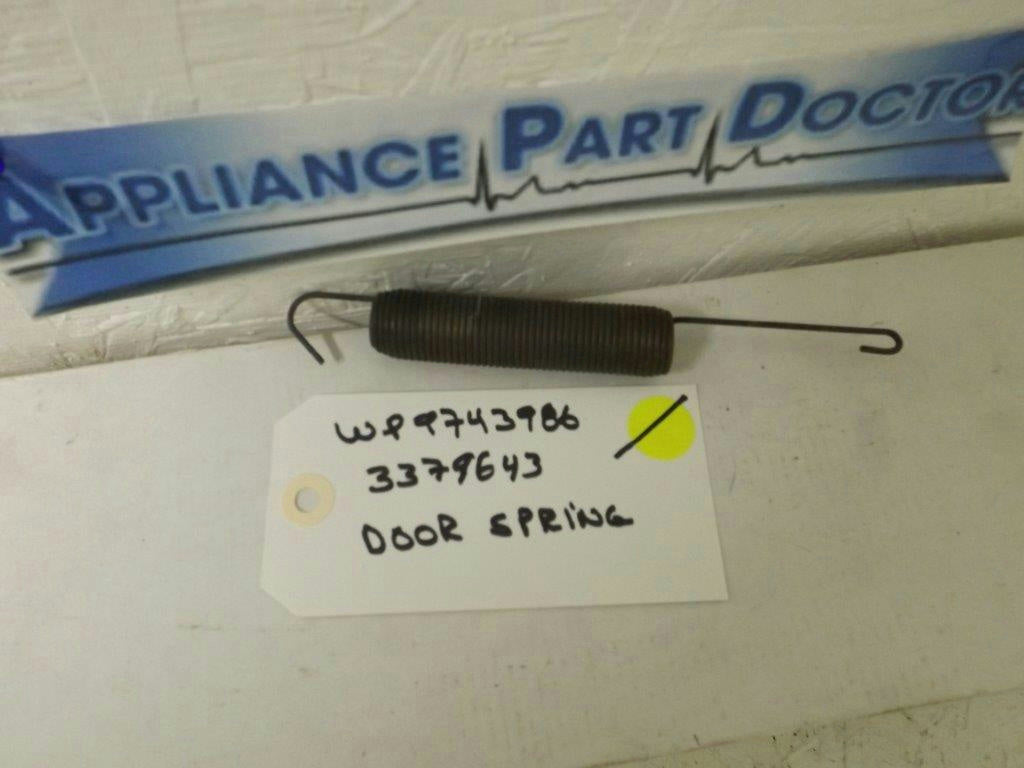 APPLIANCE PART DOCTOR
WP9743986
3379643
DOOR SPRING